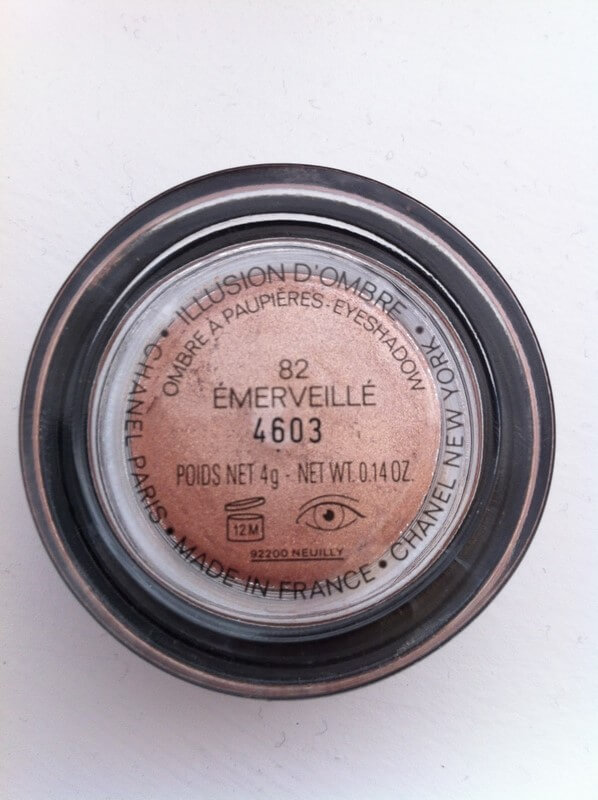 • ILLUSION D'OMBRE •
OMBRE À PAUPIÈRES - EYESHADOW
82
ÉMERVEILLÉ
4603
POIDS NET 4g - NET WT. 0.14 OZ.
12 M
92200 NEUILLY
CHANEL PARIS • MADE IN FRANCE • CHANEL NEW YORK